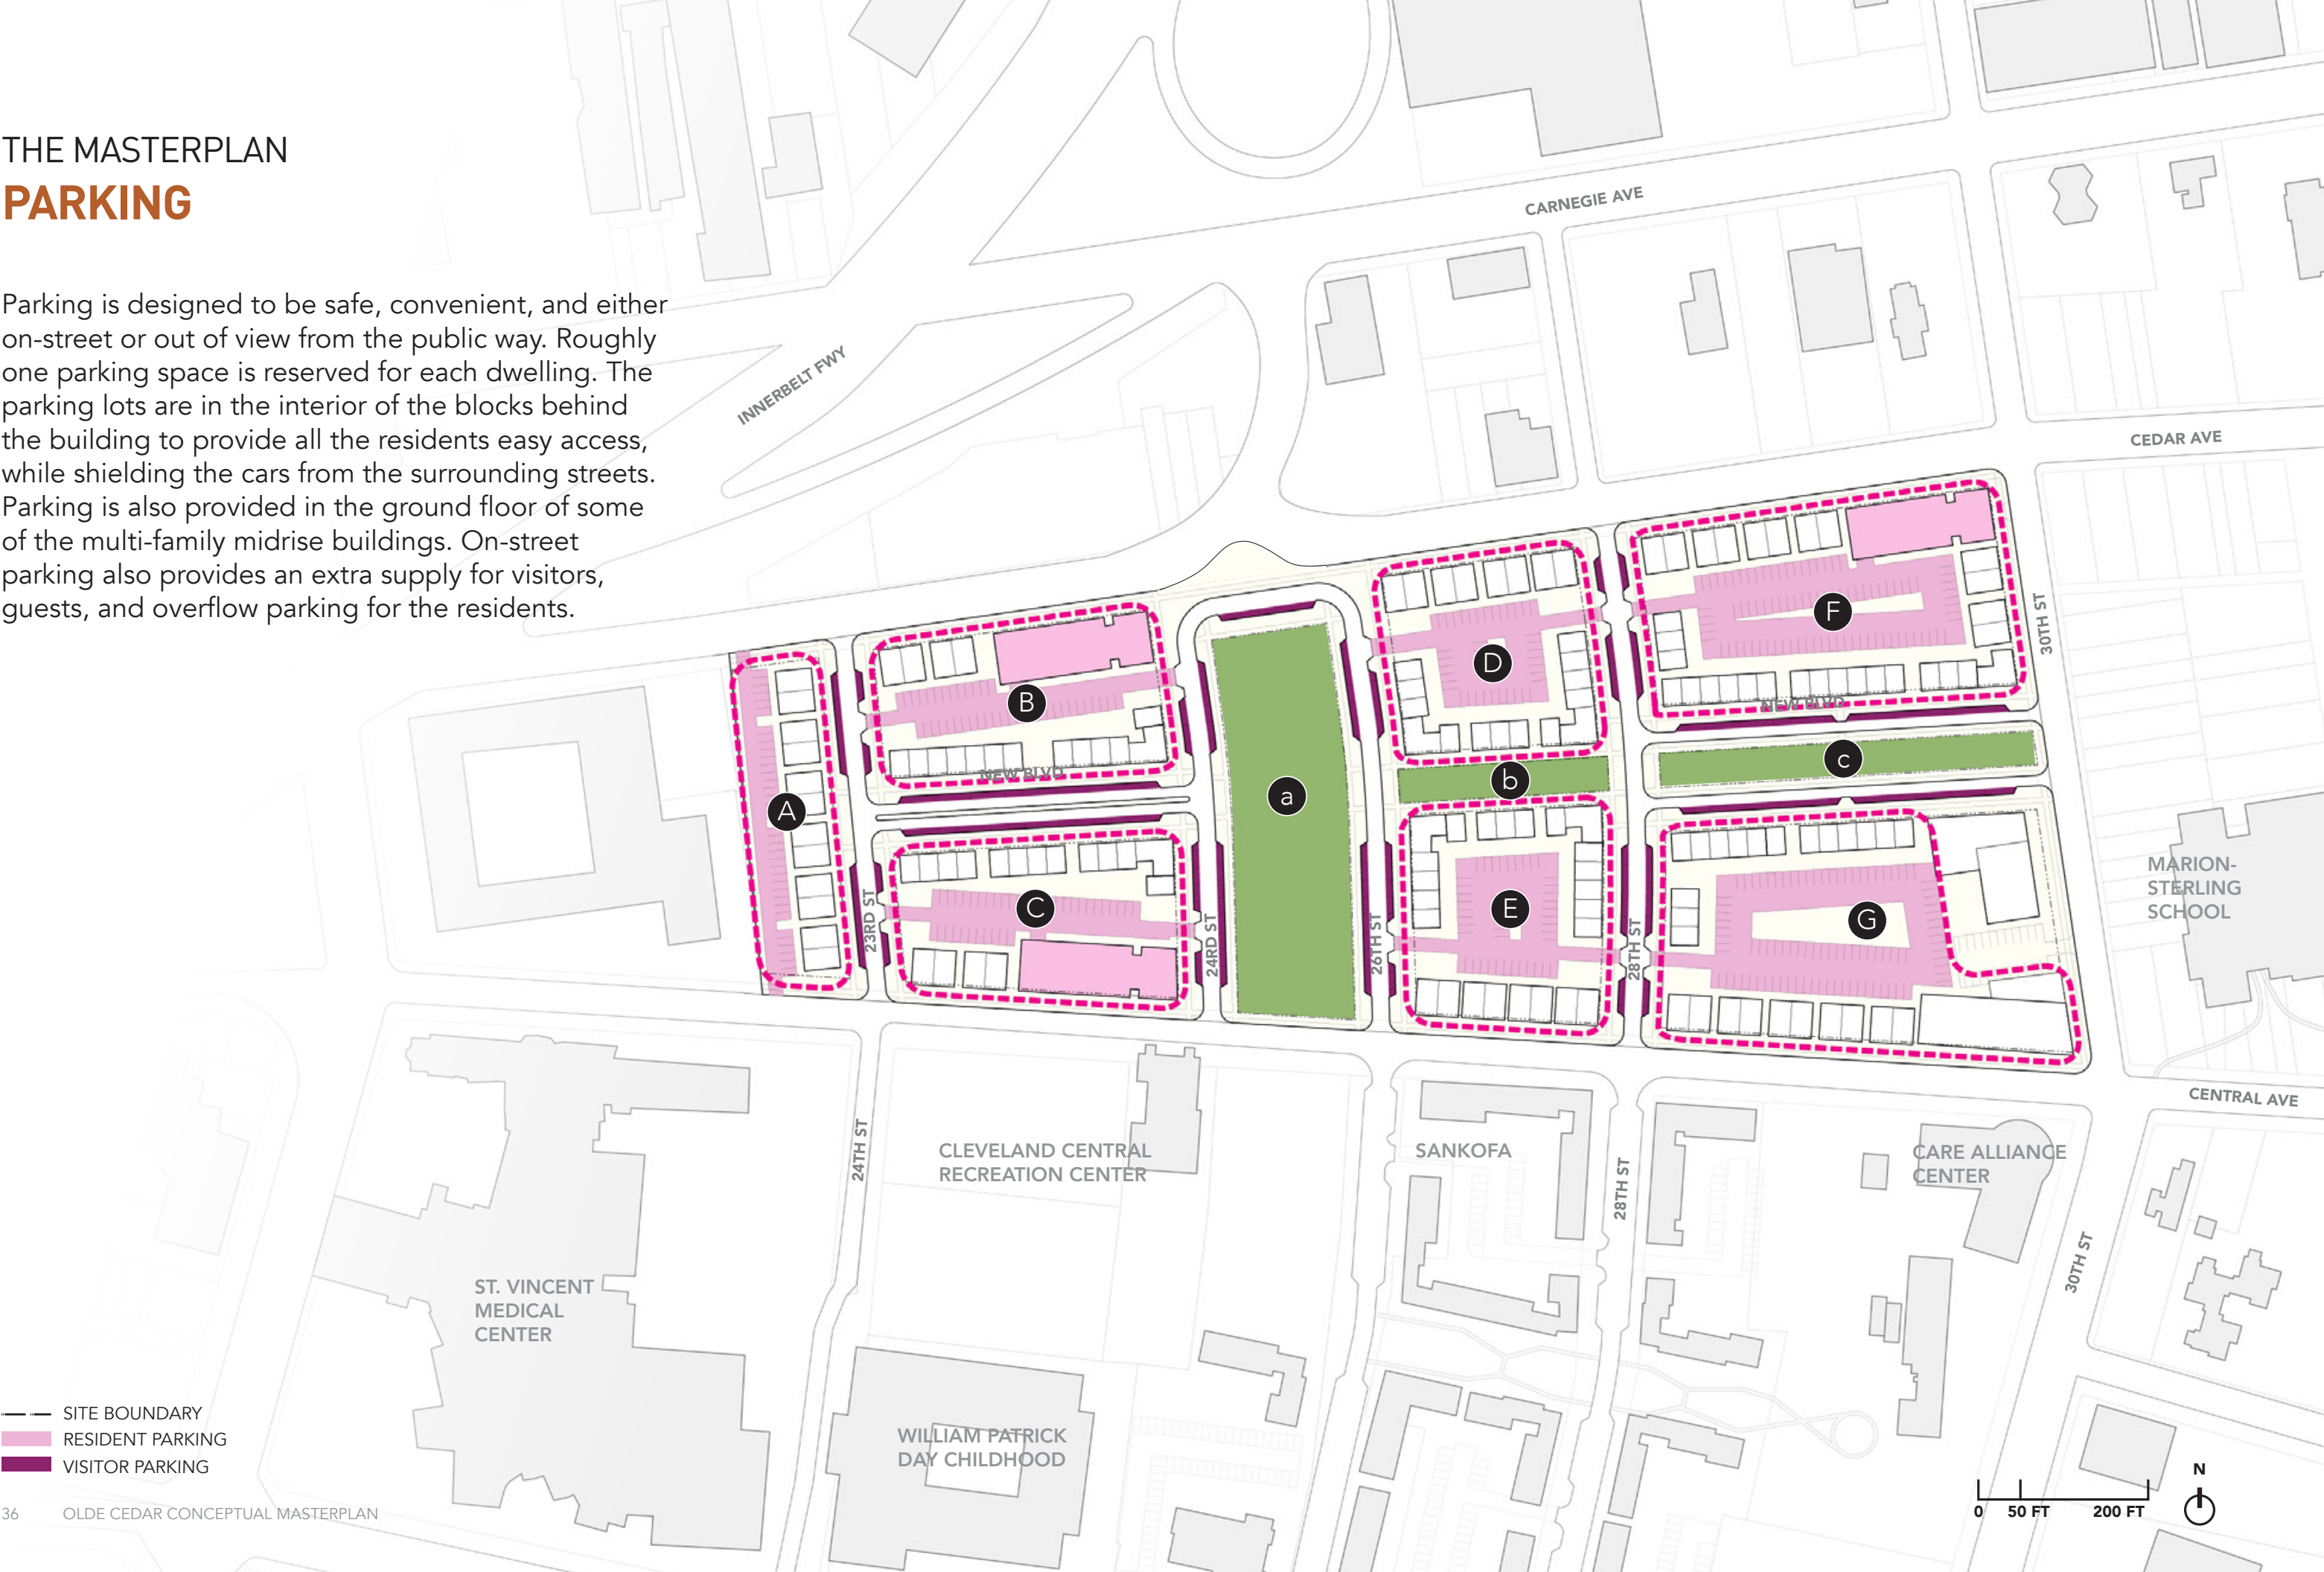 THE MASTERPLAN
PARKING
Parking is designed to be safe, convenient, and either
on-street or out of view from the public way. Roughly
one parking space is reserved for each dwelling. The
parking lots are in the interior of the blocks behind
the building to provide all the residents easy access,
while shielding the cars from the surrounding streets.
Parking is also provided in the ground floor of some
of the multi-family midrise buildings. On-street
parking also provides an extra supply for visitors,
guests, and overflow parking for the residents.
CARNEGIE AVE
INNERBELT FWY
CEDAR AVE
30TH ST
A
B
C
D
E
F
G
a
b
c
NEW BLVD
NEW BLVD
23RD ST
24RD ST
26TH ST
28TH ST
MARION-
STERLING
SCHOOL
CENTRAL AVE
24TH ST
CLEVELAND CENTRAL
RECREATION CENTER
SANKOFA
28TH ST
CARE ALLIANCE
CENTER
30TH ST
ST. VINCENT
MEDICAL
CENTER
WILLIAM PATRICK
DAY CHILDHOOD
SITE BOUNDARY
RESIDENT PARKING
VISITOR PARKING
N
0 50 FT 200 FT
36 OLDE CEDAR CONCEPTUAL MASTERPLAN